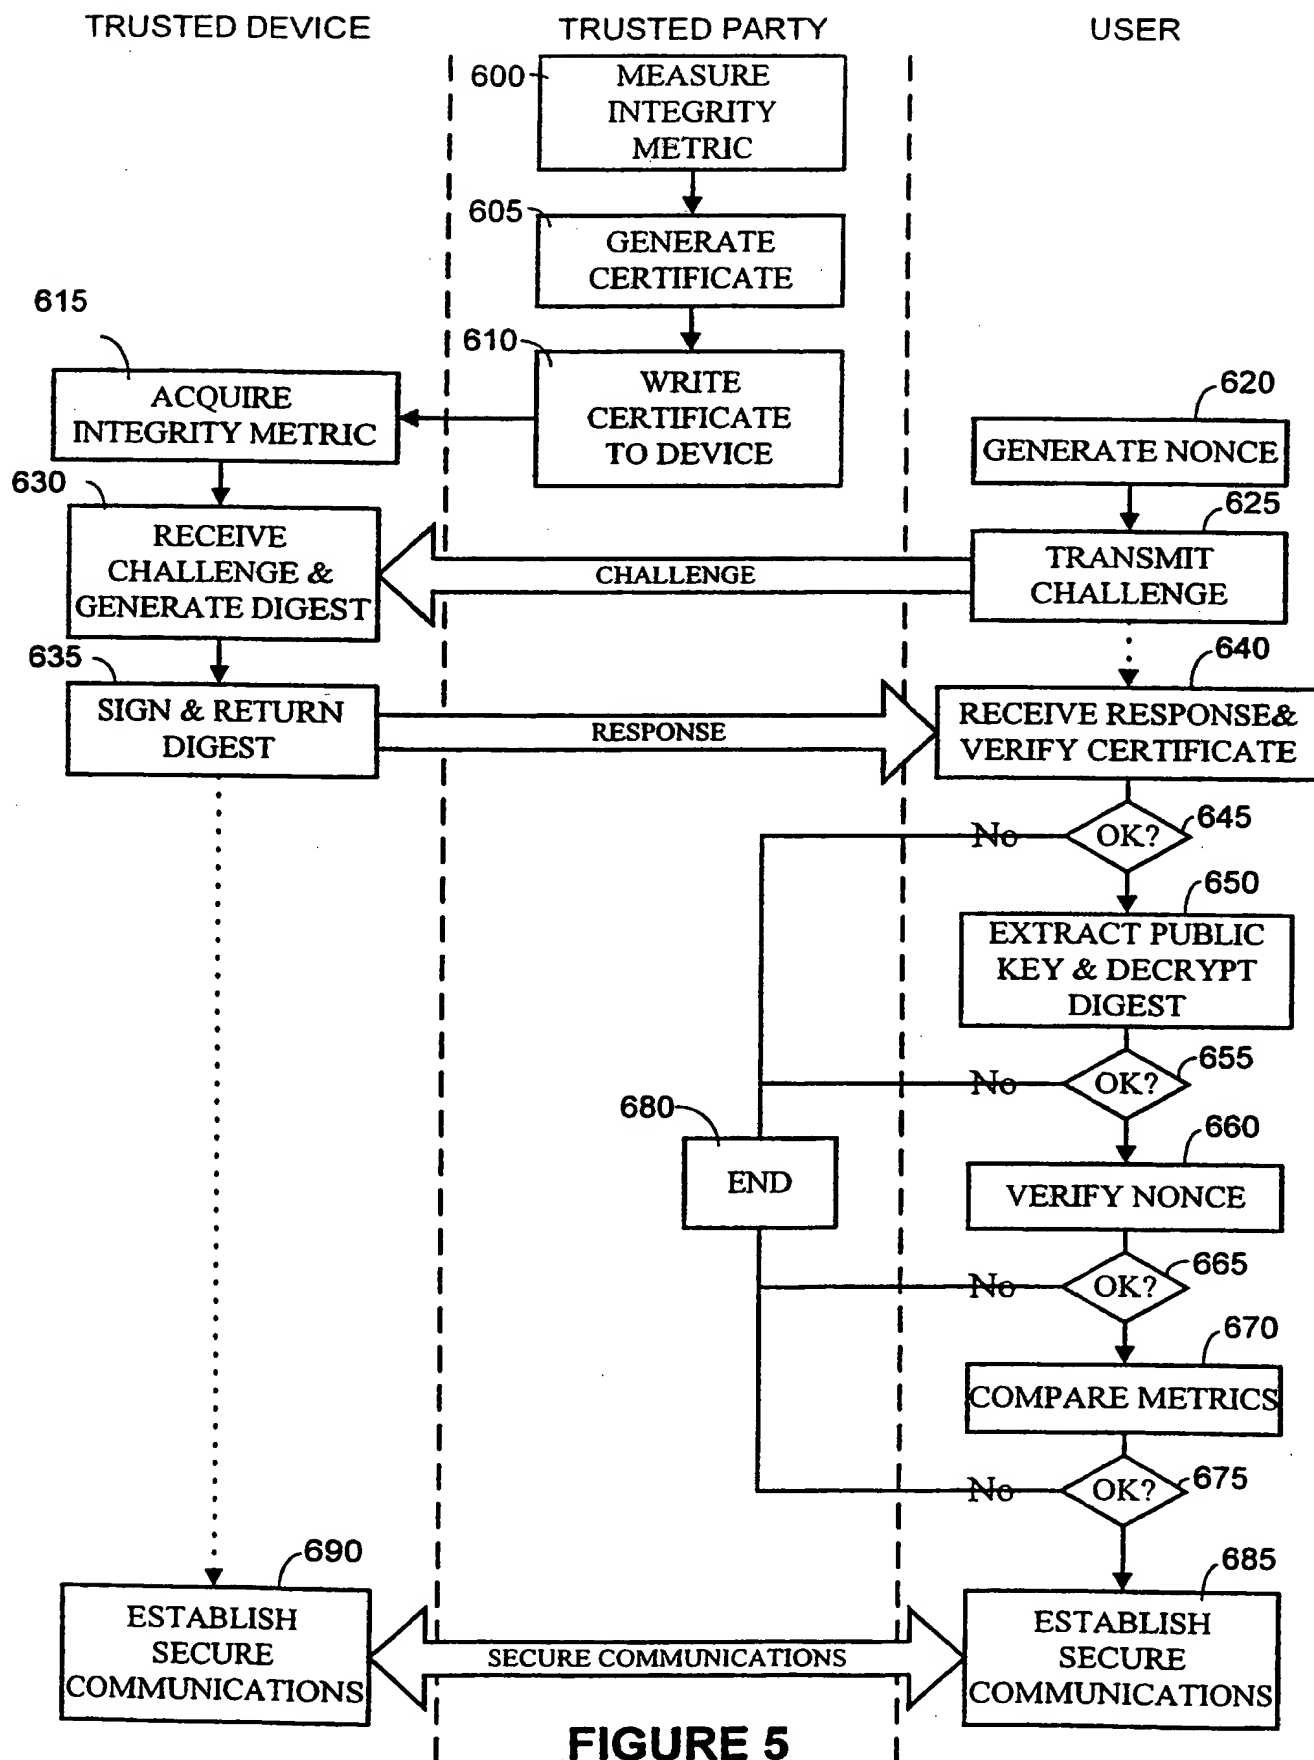 TRUSTED DEVICE
TRUSTED PARTY
USER
600
MEASURE
INTEGRITY
METRIC
605
GENERATE
CERTIFICATE
610
WRITE
CERTIFICATE
TO DEVICE
615
ACQUIRE
INTEGRITY METRIC
620
GENERATE NONCE
625
TRANSMIT
CHALLENGE
CHALLENGE
630
RECEIVE
CHALLENGE &
GENERATE DIGEST
635
SIGN & RETURN
DIGEST
RESPONSE
640
RECEIVE RESPONSE&
VERIFY CERTIFICATE
645
OK?
No
650
EXTRACT PUBLIC
KEY & DECRYPT
DIGEST
655
OK?
No
680
END
660
VERIFY NONCE
665
OK?
No
670
COMPARE METRICS
675
OK?
No
690
ESTABLISH
SECURE
COMMUNICATIONS
SECURE COMMUNICATIONS
685
ESTABLISH
SECURE
COMMUNICATIONS
FIGURE 5